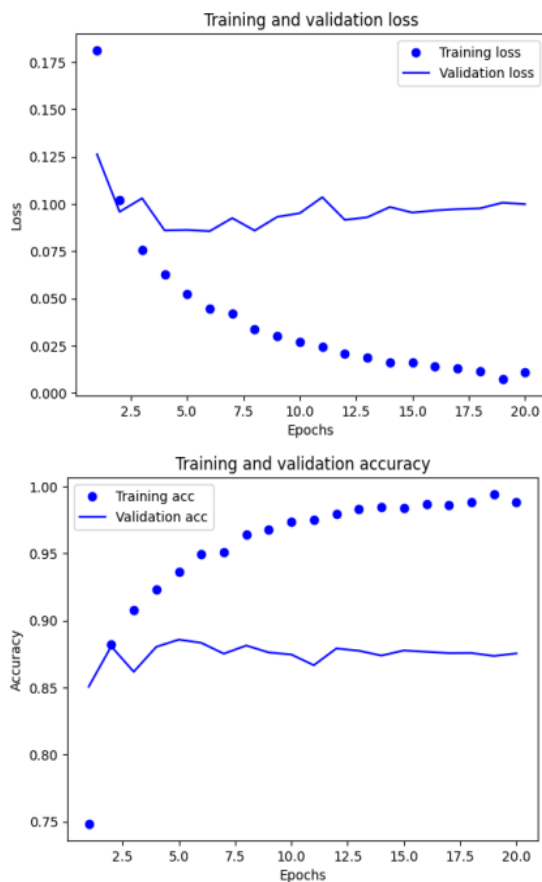 Training and validation loss
Training loss
Validation loss
0.175
0.150
0.125
0.100
0.075
0.050
0.025
0.000
Loss
2.5 5.0 7.5 10.0 12.5 15.0 17.5 20.0
Epochs
Training and validation accuracy
Training acc
Validation acc
1.00
0.95
0.90
0.85
0.80
0.75
Accuracy
2.5 5.0 7.5 10.0 12.5 15.0 17.5 20.0
Epochs